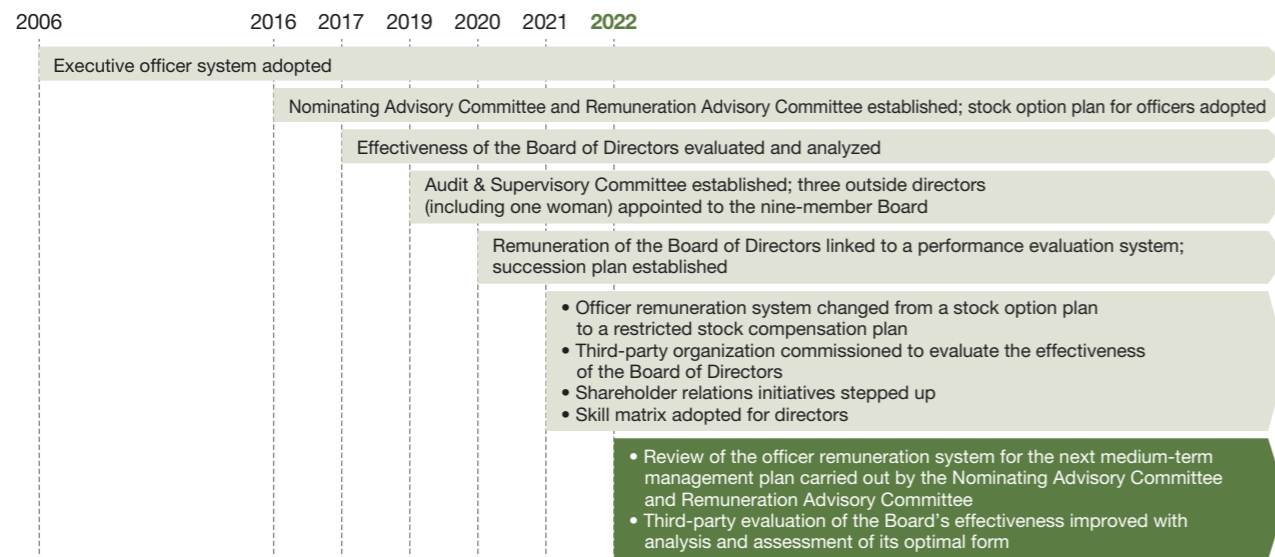 2006 2016 2017 2019 2020 2021 2022
Executive officer system adopted
Nominating Advisory Committee and Remuneration Advisory Committee established; stock option plan for officers adopted
Effectiveness of the Board of Directors evaluated and analyzed
Audit & Supervisory Committee established; three outside directors
(including one woman) appointed to the nine-member Board
Remuneration of the Board of Directors linked to a performance evaluation system;
succession plan established
• Officer remuneration system changed from a stock option plan
to a restricted stock compensation plan
• Third-party organization commissioned to evaluate the effectiveness
of the Board of Directors
• Shareholder relations initiatives stepped up
• Skill matrix adopted for directors
• Review of the officer remuneration system for the next medium-term
management plan carried out by the Nominating Advisory Committee
and Remuneration Advisory Committee
• Third-party evaluation of the Board’s effectiveness improved with
analysis and assessment of its optimal form